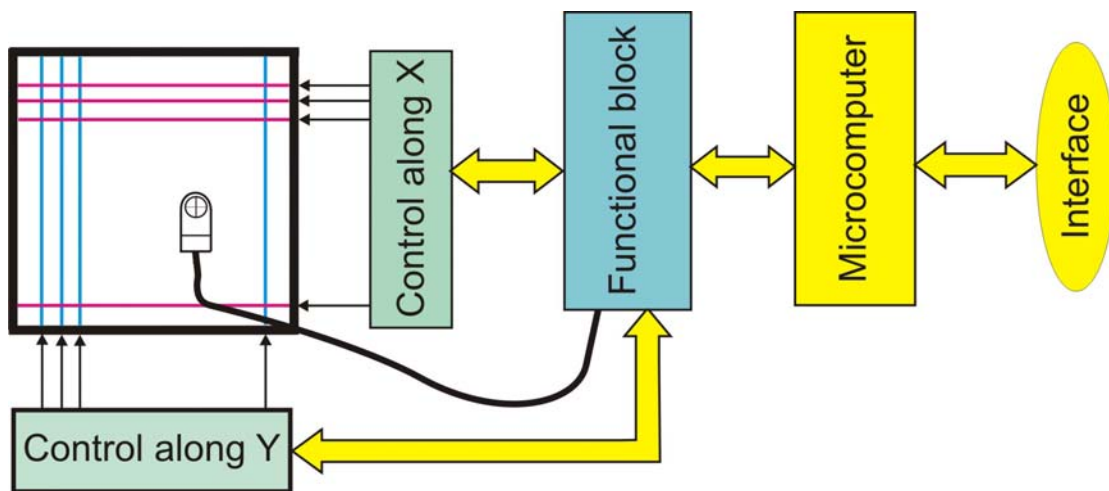 Control along X
Functional block
Microcomputer
Interface
Control along Y